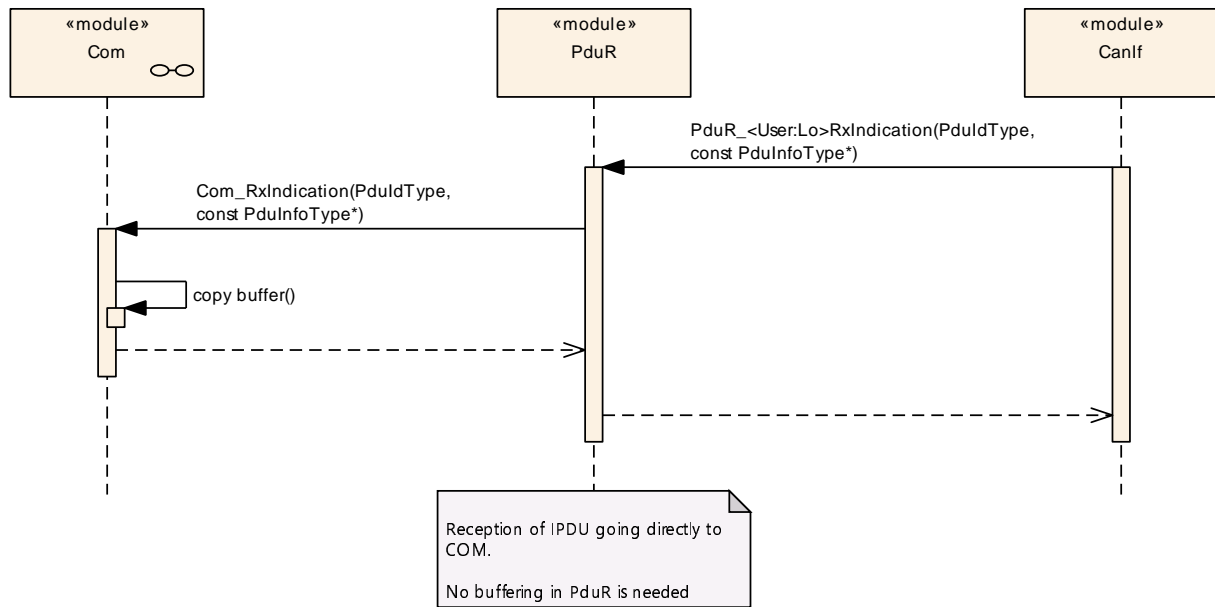 «module»
Com
«module»
PduR
«module»
CanIf
PduR_<User:Lo>RxIndication(PduIdType,
const PduInfoType*)
Com_RxIndication(PduIdType,
const PduInfoType*)
copy buffer()
Reception of IPDU going directly to
COM.
No buffering in PduR is needed